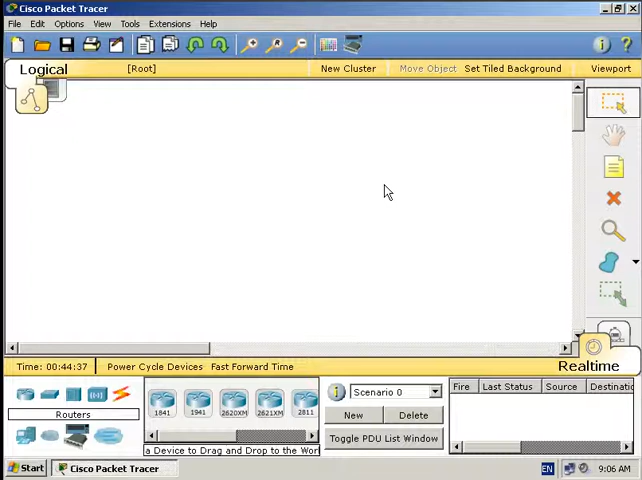 Cisco Packet Tracer
File Edit Options View Tools Extensions Help
Logical [Root] New Cluster Move Object Set Tiled Background Viewport
Time: 00:44:37 Power Cycle Devices Fast Forward Time Realtime
Routers
1841 1941 2620XM 2621XM 2811
a Device to Drag and Drop to the Wor
Scenario 0
New Delete
Toggle PDU List Window
Fire Last Status Source Destinatio
Start Cisco Packet Tracer EN 9:06 AM